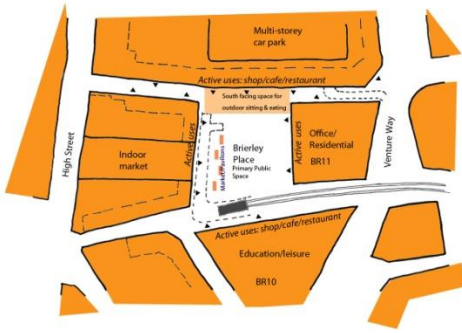 Multi-storey
car park
Active uses: shop/cafe/restaurant
South facing space for
outdoor sitting & eating
High Street
Indoor
market
Active uses
Market Pavilions
Brierley
Place
Primary Public
Space
Active uses
Office/
Residential
BR11
Venture Way
Active uses: shop/cafe/restaurant
Education/leisure
BR10